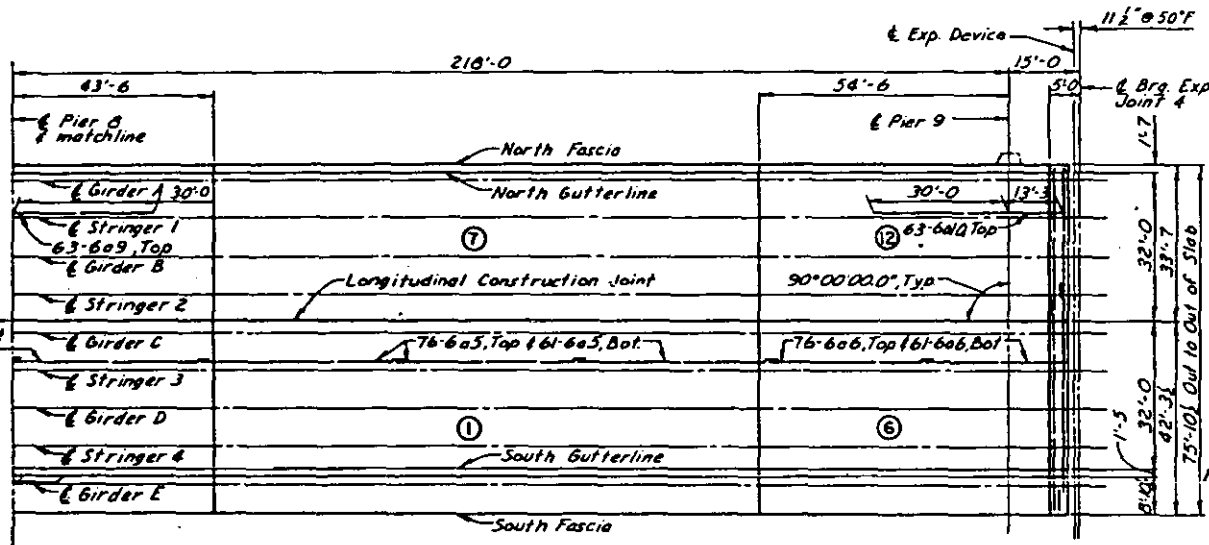 11 1/2" @ 50°F
℄ Exp. Device
218'-0
15'-0
43'-6
54'-6
5'-0
℄ Brg. Exp.
Joint 4
℄ Pier 8
℄ matchline
℄ Pier 9
1'-7
North Fascia
℄ Girder A
30'-0
North Gutterline
30'-0
13'-3
℄ Stringer 1
63-6a9, Top
7
12
63-6a10, Top
32'-0
33'-7
℄ Girder B
Longitudinal Construction Joint
90°00'00.0", Typ.
℄ Stringer 2
℄ Girder C
76-6a5, Top & 61-6a5, Bot.
76-6a6, Top & 61-6a6, Bot
℄ Stringer 3
℄ Girder D
1
6
32'-0
42'-3 1/2
75'-10 1/2 Out to Out of Slab
1'-5
℄ Stringer 4
South Gutterline
℄ Girder E
South Fascia